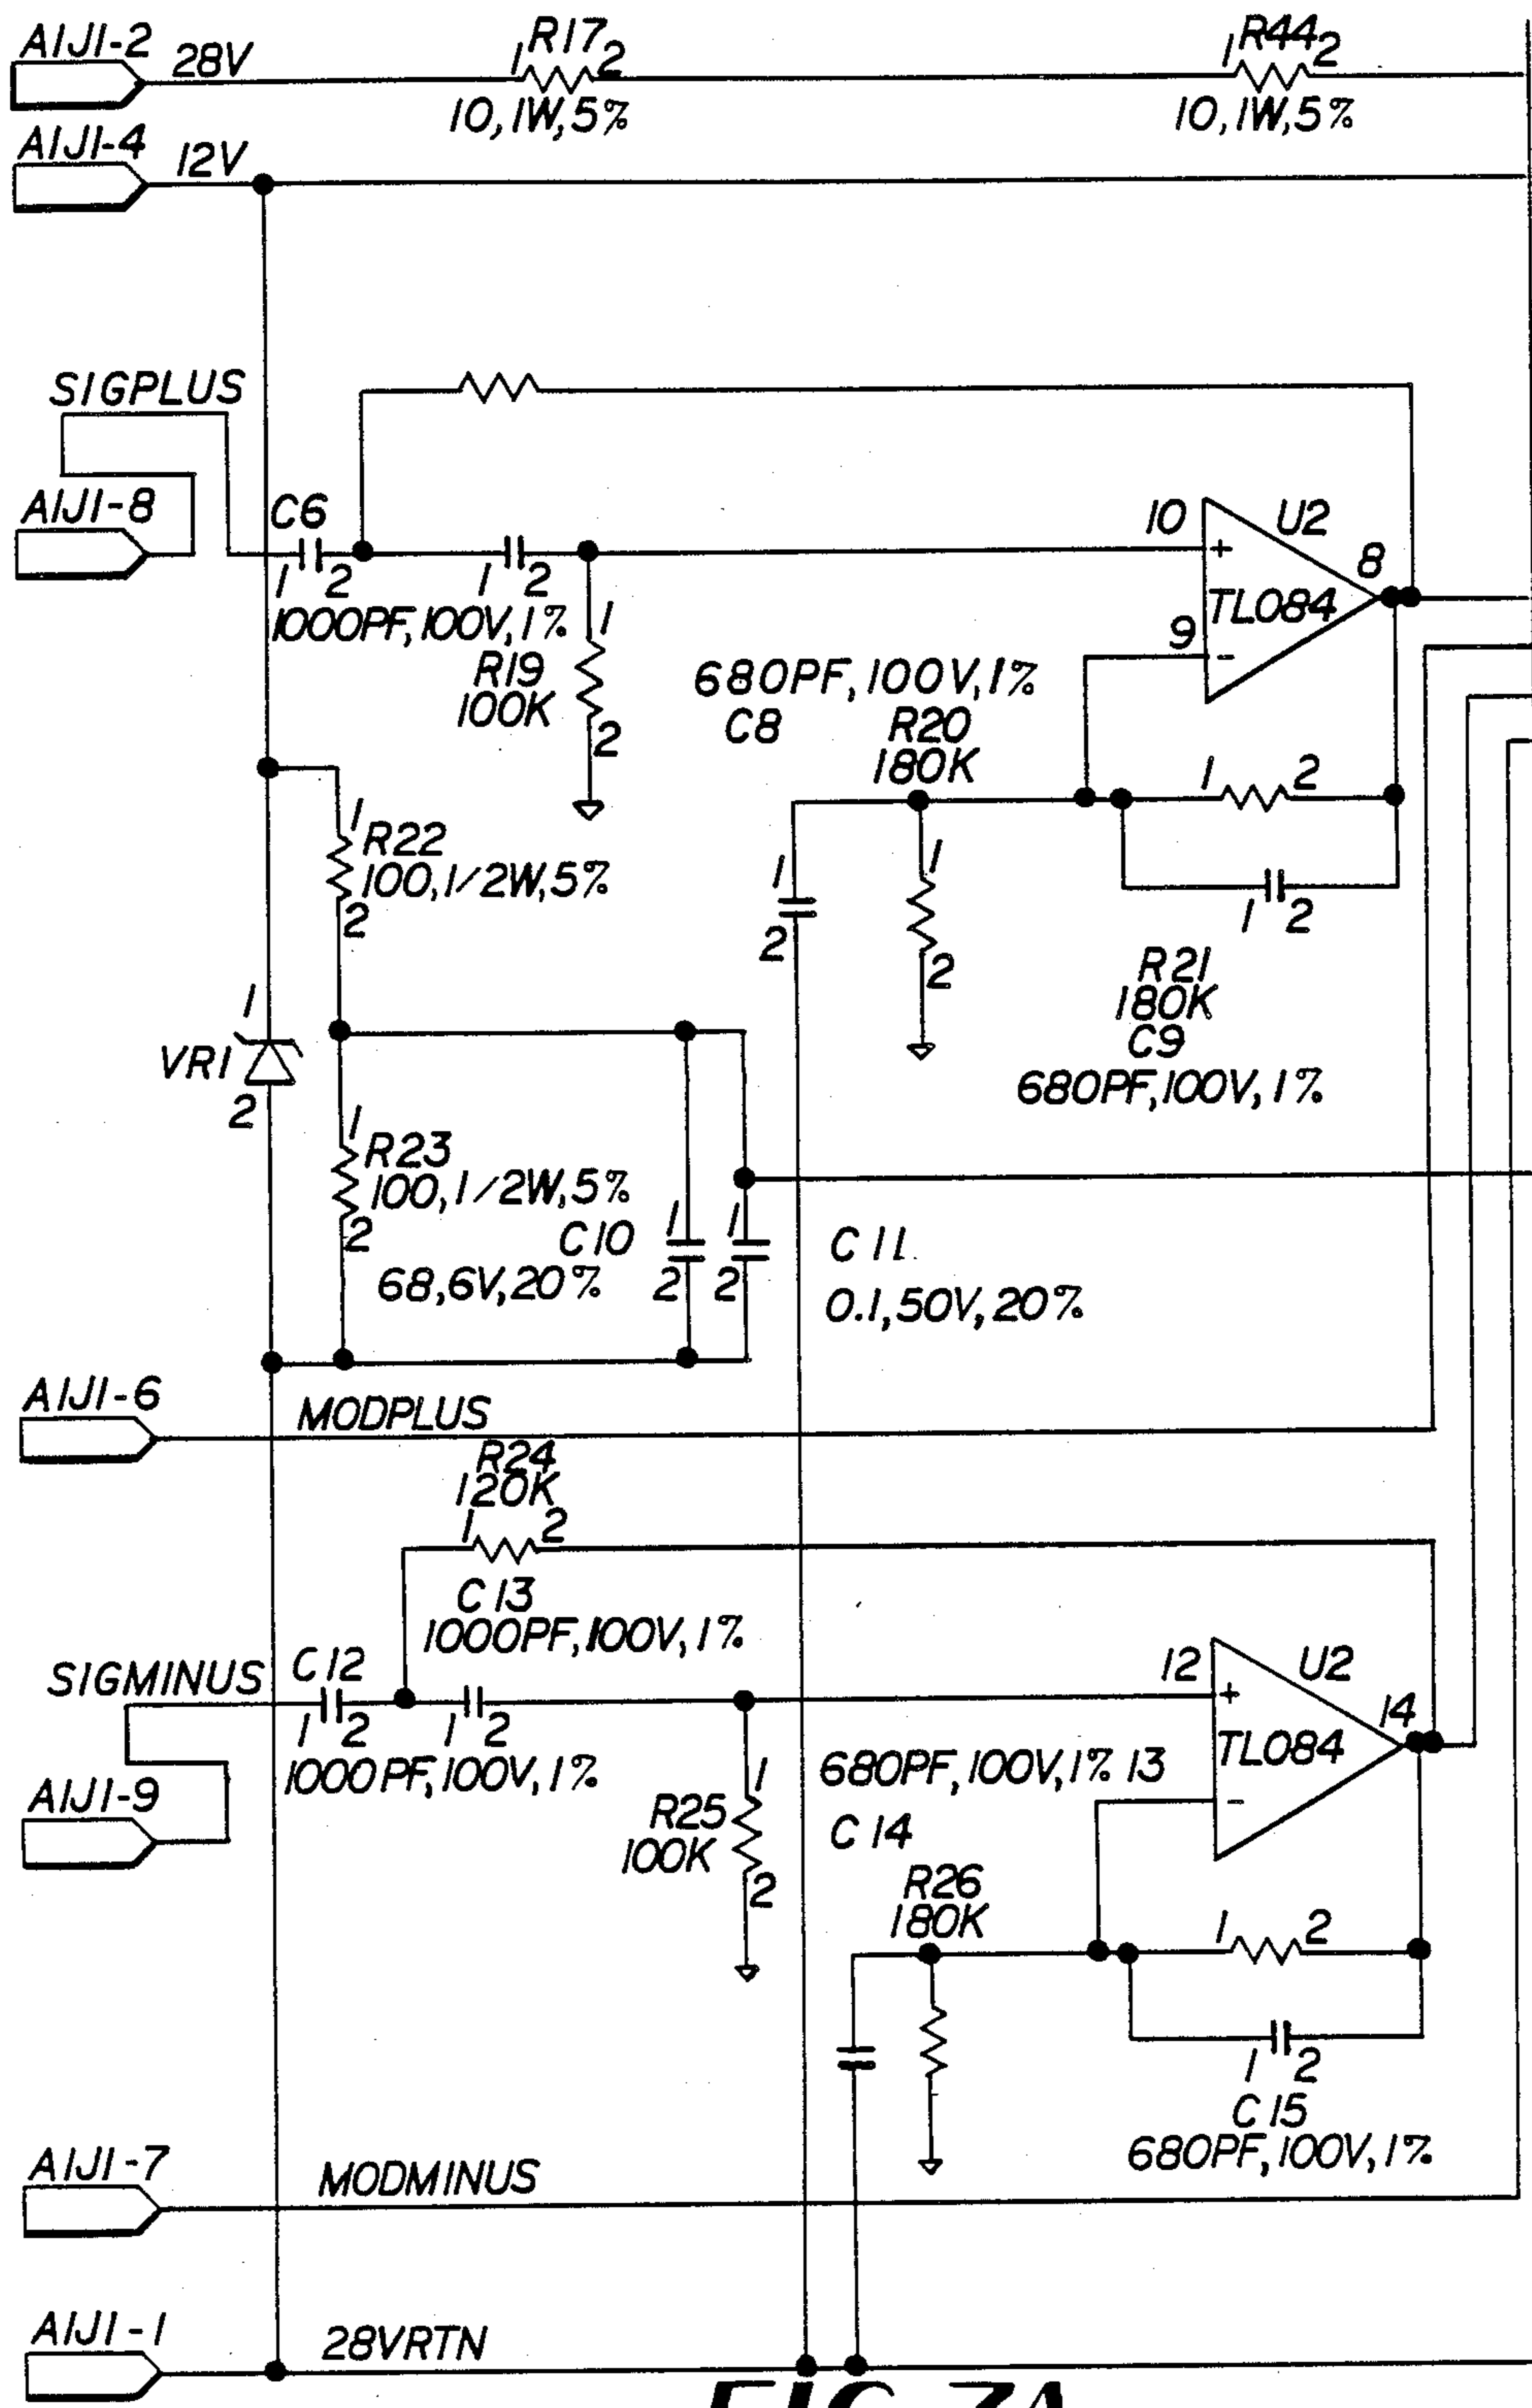 A1J1-2 28V
1 R17 2
10, 1W, 5%
1 R44 2
10, 1W, 5%
A1J1-4 12V
SIGPLUS
A1J1-8
C6
1 2
1 2
1000PF, 100V, 1%
R19
100K
1
2
10
U2
8
+
TL084
9
-
680PF, 100V, 1%
C8
R20
180K
1 2
1
R22
100, 1/2W, 5%
2
1
2
1
2
1 2
R21
180K
C9
680PF, 100V, 1%
1
VR1
2
1
R23
100, 1/2W, 5%
2
C10
68, 6V, 20%
1
2
1
2
C11
0.1, 50V, 20%
A1J1-6
MODPLUS
R24
120K
1 2
C13
1000PF, 100V, 1%
SIGMINUS
C12
1 2
1 2
1000PF, 100V, 1%
A1J1-9
R25
100K
1
2
12
U2
14
+
TL084
13
-
680PF, 100V, 1%
C14
R26
180K
1 2
1 2
C15
680PF, 100V, 1%
A1J1-7
MODMINUS
A1J1-1
28VRTN
FIG. 7A